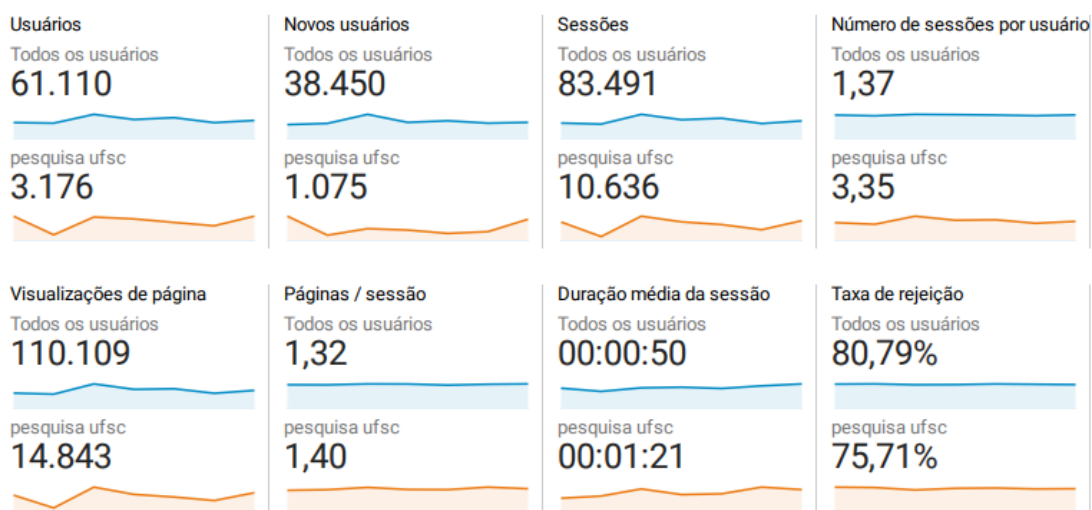 Usuários
Todos os usuários
61.110
pesquisa ufsc
3.176
Novos usuários
Todos os usuários
38.450
pesquisa ufsc
1.075
Sessões
Todos os usuários
83.491
pesquisa ufsc
10.636
Número de sessões por usuário
Todos os usuários
1,37
pesquisa ufsc
3,35
Visualizações de página
Todos os usuários
110.109
pesquisa ufsc
14.843
Páginas / sessão
Todos os usuários
1,32
pesquisa ufsc
1,40
Duração média da sessão
Todos os usuários
00:00:50
pesquisa ufsc
00:01:21
Taxa de rejeição
Todos os usuários
80,79%
pesquisa ufsc
75,71%